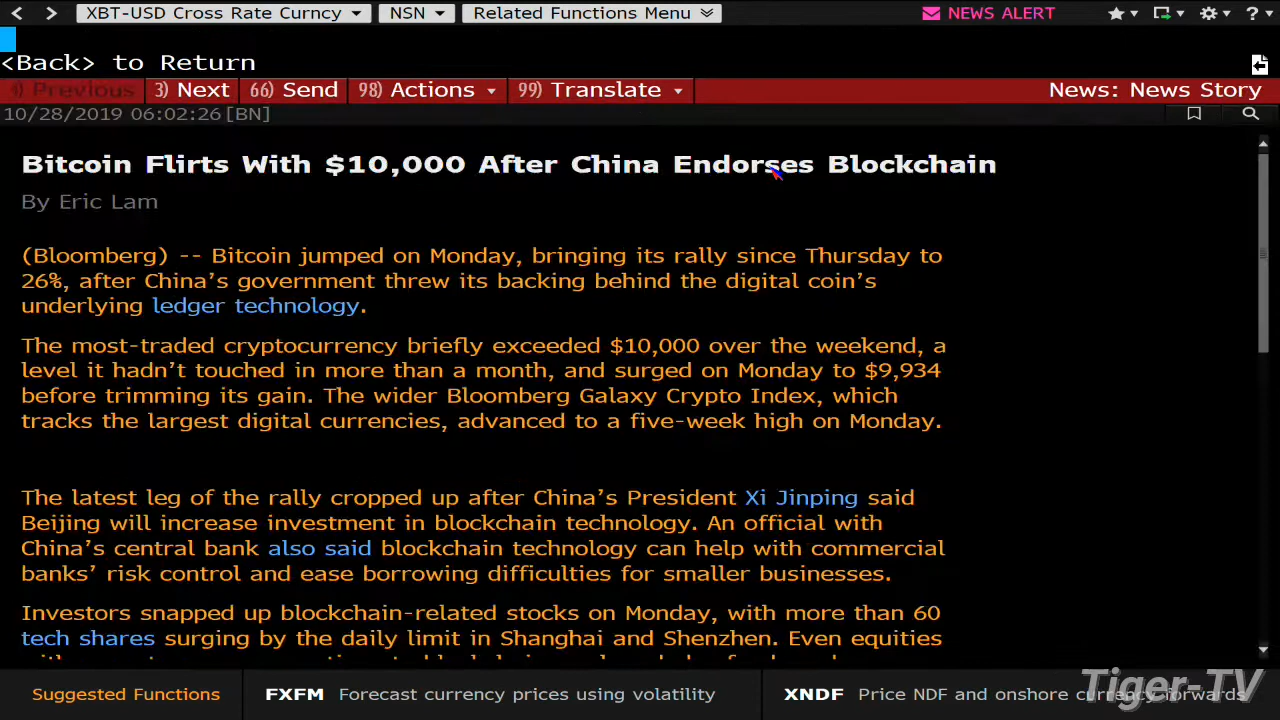 XBT-USD Cross Rate Curncy NSN Related Functions Menu NEWS ALERT ?
<Back> to Return
1) Previous 3) Next 66) Send 98) Actions 99) Translate News: News Story
10/28/2019 06:02:26 [BN]
Bitcoin Flirts With $10,000 After China Endorses Blockchain
By Eric Lam
(Bloomberg) -- Bitcoin jumped on Monday, bringing its rally since Thursday to
26%, after China's government threw its backing behind the digital coin's
underlying ledger technology.
The most-traded cryptocurrency briefly exceeded $10,000 over the weekend, a
level it hadn't touched in more than a month, and surged on Monday to $9,934
before trimming its gain. The wider Bloomberg Galaxy Crypto Index, which
tracks the largest digital currencies, advanced to a five-week high on Monday.
The latest leg of the rally cropped up after China's President Xi Jinping said
Beijing will increase investment in blockchain technology. An official with
China's central bank also said blockchain technology can help with commercial
banks' risk control and ease borrowing difficulties for smaller businesses.
Investors snapped up blockchain-related stocks on Monday, with more than 60
tech shares surging by the daily limit in Shanghai and Shenzhen. Even equities
Suggested Functions FXFM Forecast currency prices using volatility XNDF Price NDF and onshore currency forwards
Tiger-TV